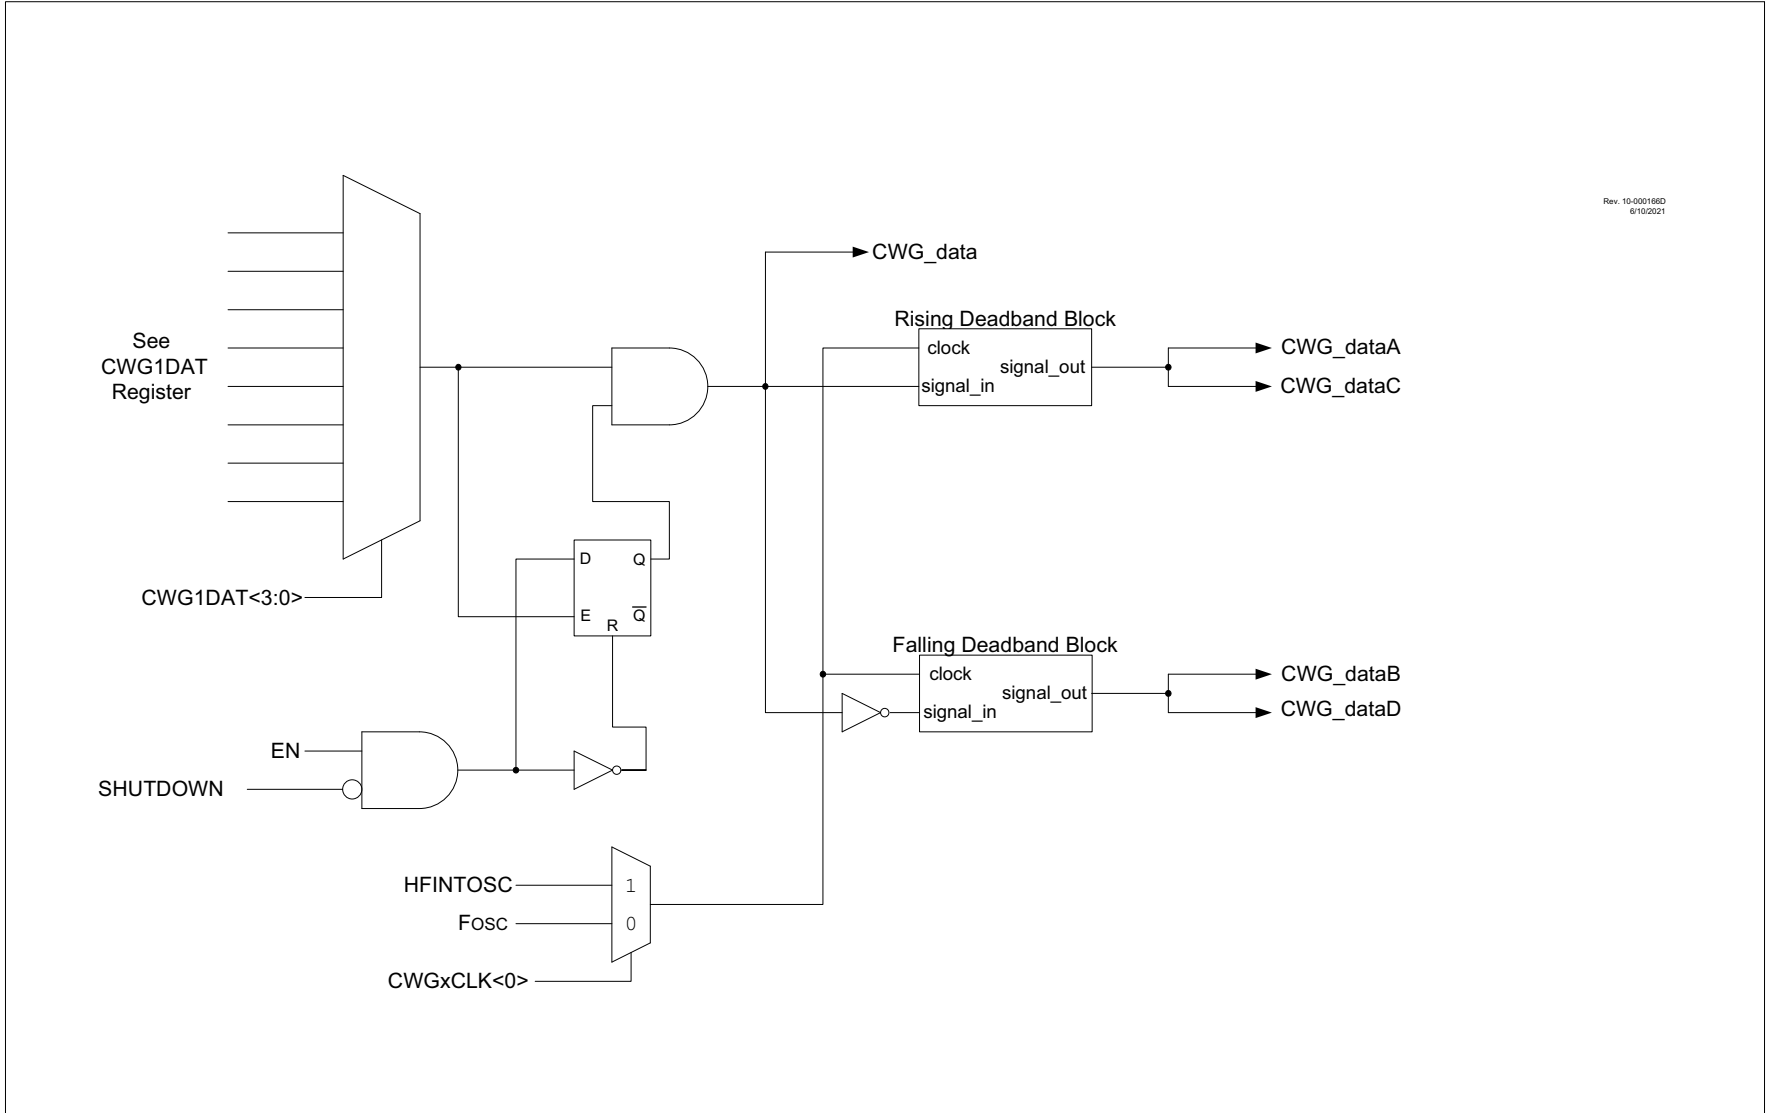 Rev. 10-000166D
6/10/2021
CWG_data
Rising Deadband Block
clock
signal_out
signal_in
CWG_dataA
CWG_dataC
See
CWG1DAT
Register
D
Q
E
R
Q̅
CWG1DAT<3:0>
Falling Deadband Block
clock
signal_out
signal_in
CWG_dataB
CWG_dataD
EN
SHUTDOWN
HFINTOSC
1
FOSC
0
CWGxCLK<0>